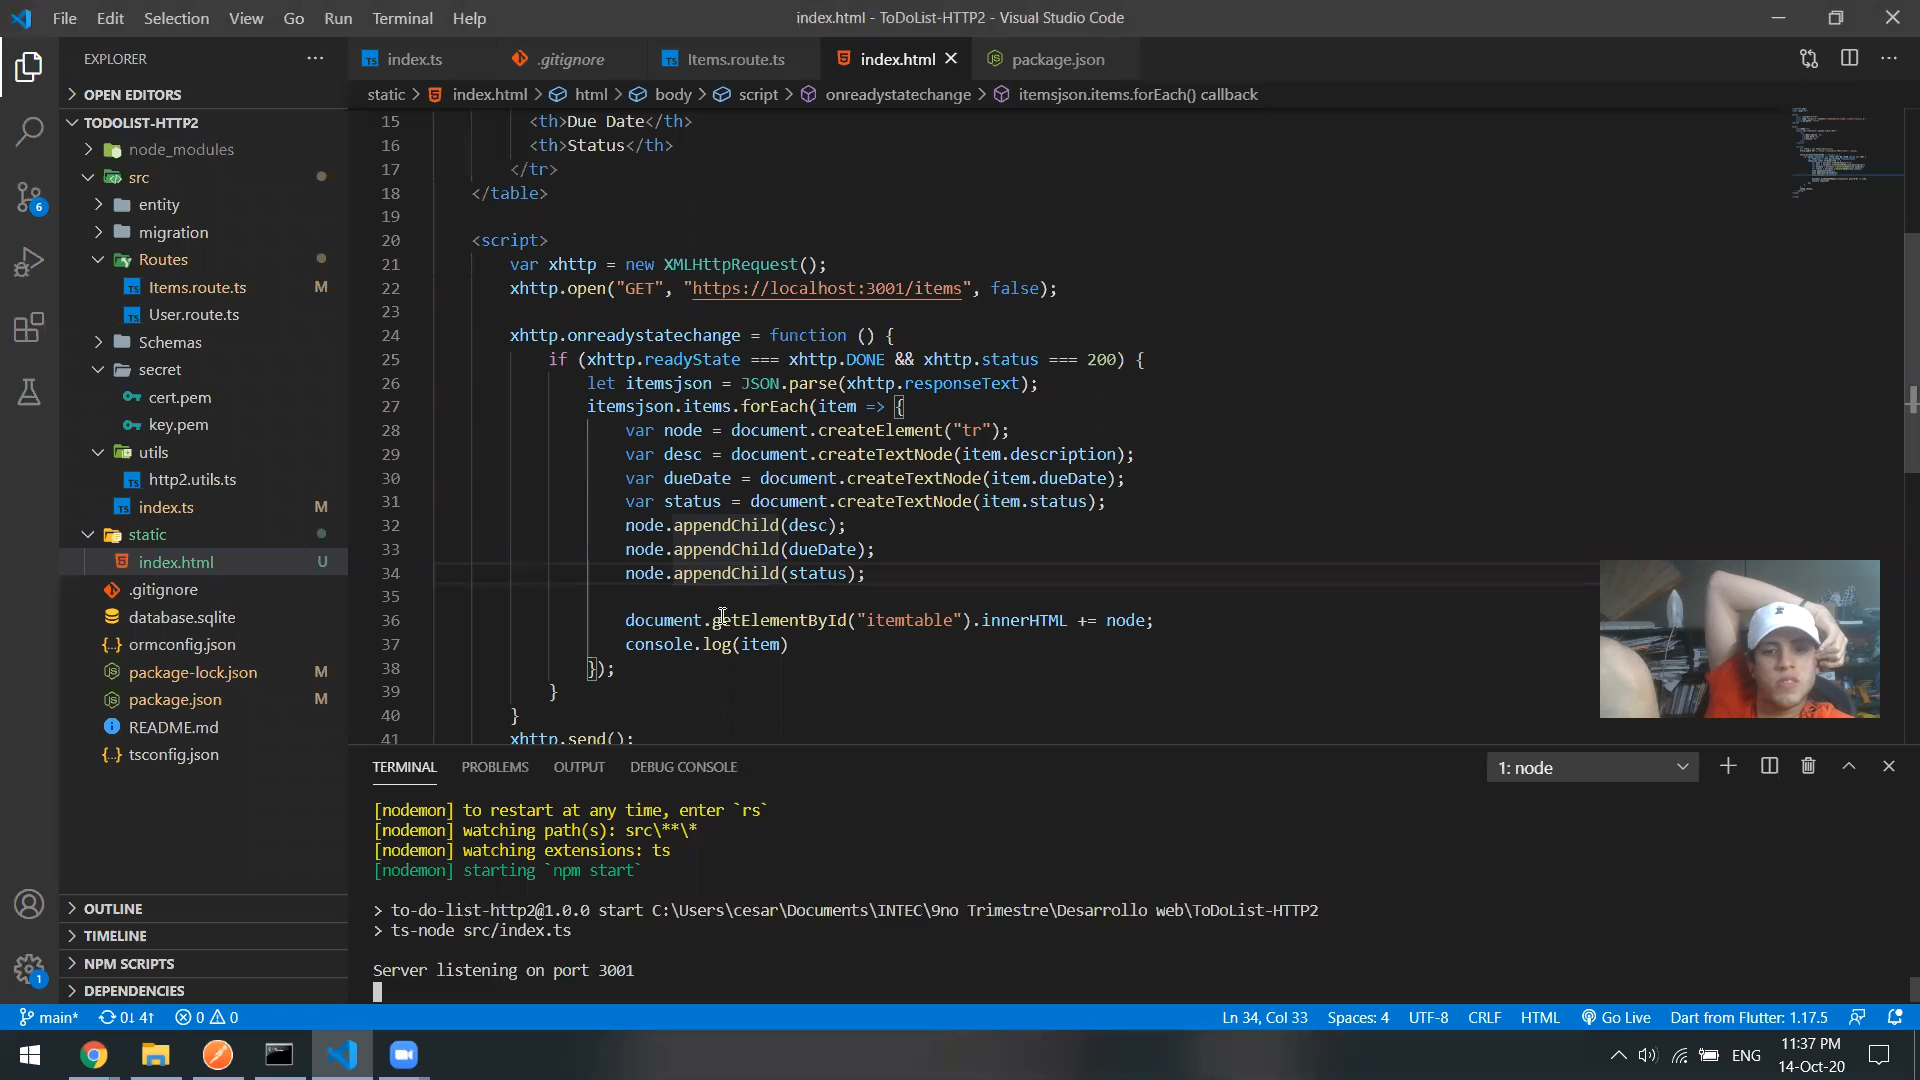 File Edit Selection View Go Run Terminal Help
index.html - ToDoList-HTTP2 - Visual Studio Code
EXPLORER
index.ts
.gitignore
Items.route.ts
index.html
package.json
OPEN EDITORS
static > index.html > html > body > script > onreadystatechange > itemsjson.items.forEach() callback
TODOLIST-HTTP2
node_modules
src
entity
migration
Routes
Items.route.ts M
User.route.ts
Schemas
secret
cert.pem
key.pem
utils
http2.utils.ts
index.ts M
static
index.html U
.gitignore
database.sqlite
ormconfig.json
package-lock.json M
package.json M
README.md
tsconfig.json
OUTLINE
TIMELINE
NPM SCRIPTS
DEPENDENCIES
6
1
15 <th>Due Date</th>
16 <th>Status</th>
17 </tr>
18 </table>
19
20 <script>
21 var xhttp = new XMLHttpRequest();
22 xhttp.open("GET", "https://localhost:3001/items", false);
23
24 xhttp.onreadystatechange = function () {
25 if (xhttp.readyState === xhttp.DONE && xhttp.status === 200) {
26 let itemsjson = JSON.parse(xhttp.responseText);
27 itemsjson.items.forEach(item => {
28 var node = document.createElement("tr");
29 var desc = document.createTextNode(item.description);
30 var dueDate = document.createTextNode(item.dueDate);
31 var status = document.createTextNode(item.status);
32 node.appendChild(desc);
33 node.appendChild(dueDate);
34 node.appendChild(status);
35
36 document.getElementById("itemtable").innerHTML += node;
37 console.log(item)
38 });
39 }
40 }
41 xhttp.send();
TERMINAL PROBLEMS OUTPUT DEBUG CONSOLE
1: node
[nodemon] to restart at any time, enter `rs`
[nodemon] watching path(s): src\**\*
[nodemon] watching extensions: ts
[nodemon] starting `npm start`
> to-do-list-http2@1.0.0 start C:\Users\cesar\Documents\INTEC\9no Trimestre\Desarrollo web\ToDoList-HTTP2
> ts-node src/index.ts
Server listening on port 3001
main* 0↓ 4↑ 0 0
Ln 34, Col 33 Spaces: 4 UTF-8 CRLF HTML Go Live Dart from Flutter: 1.17.5
ENG
11:37 PM
14-Oct-20